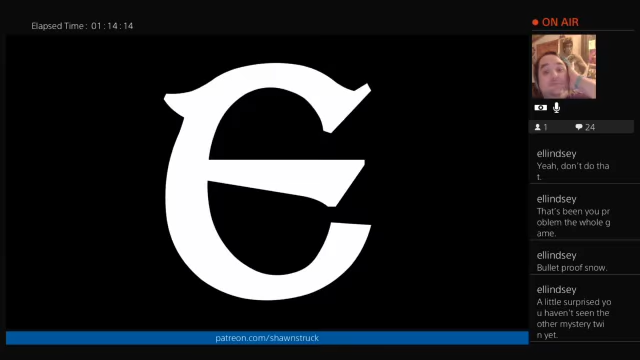 Elapsed Time : 01:14:14
ON AIR
Є
1 24
ellindsey
Yeah, don't do tha
t.
ellindsey
That's been you pr
oblem the whole g
ame.
ellindsey
Bullet proof snow.
ellindsey
A little surprised yo
u haven't seen the
other mystery twi
n yet.
patreon.com/shawnstruck